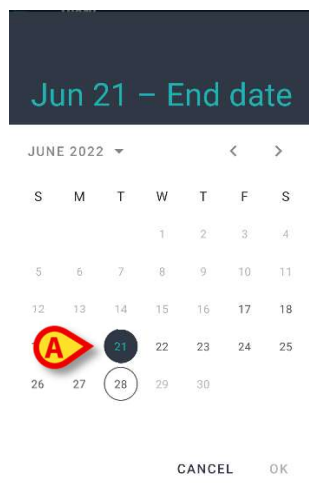 Jun 21 – End date
JUNE 2022
S M T W T F S
1 2 3 4
5 6 7 8 9 10 11
12 13 14 15 16 17 18
A 21 22 23 24 25
26 27 28 29 30
CANCEL OK